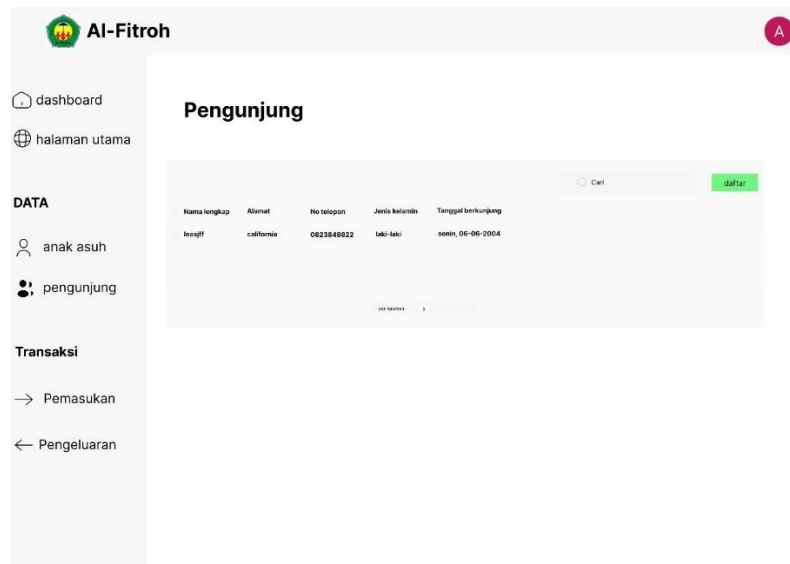 Al-Fitroh
A
dashboard
halaman utama
DATA
anak asuh
pengunjung
Transaksi
Pemasukan
Pengeluaran
Pengunjung
Cari
daftar
Nama lengkap Alamat No telepon Jenis kelamin Tanggal berkunjung
leesjff california 0823848822 laki-laki senin, 06-06-2004